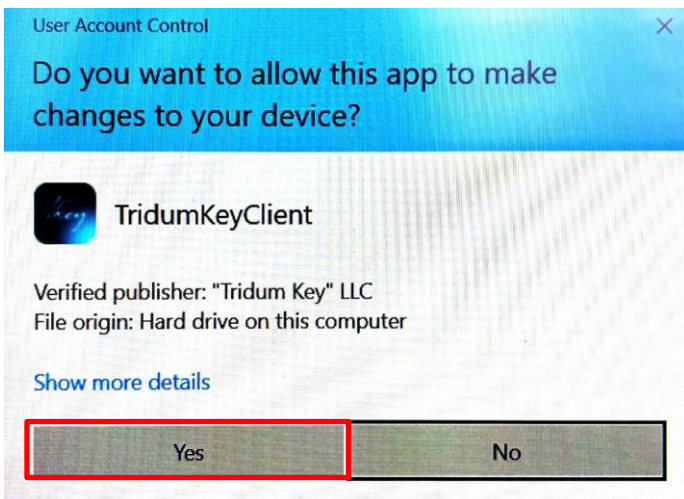 User Account Control
Do you want to allow this app to make
changes to your device?
key
TridumKeyClient
Verified publisher: "Tridum Key" LLC
File origin: Hard drive on this computer
Show more details
Yes
No